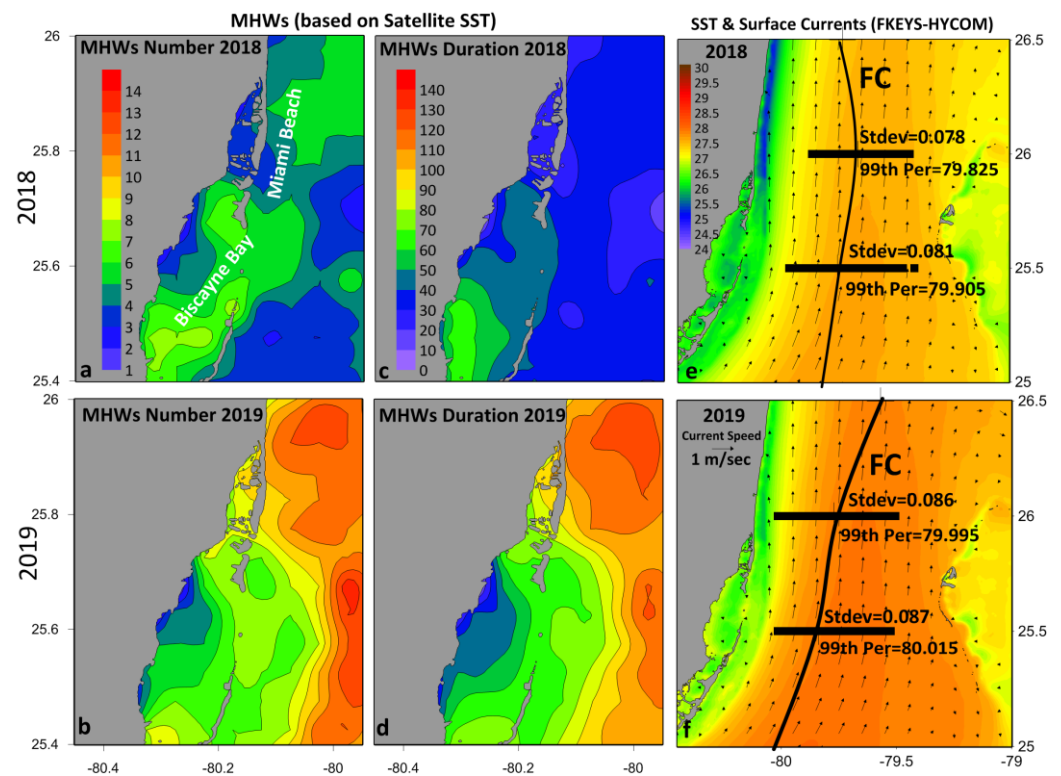 MHWs (based on Satellite SST)
SST & Surface Currents (FKEYS-HYCOM)
2018
26
25.8
25.6
25.4
MHWs Number 2018
14
13
12
11
10
9
8
7
6
5
4
3
2
1
Miami Beach
Biscayne Bay
a
MHWs Duration 2018
140
130
120
110
100
90
80
70
60
50
40
30
20
10
0
c
2018
30
29.5
29
28.5
28
27.5
27
26.5
26
25.5
25
24.5
24
FC
Stdev=0.078
99th Per=79.825
Stdev=0.081
99th Per=79.905
e
26.5
26
25.5
25
2019
26
25.8
25.6
25.4
MHWs Number 2019
b
MHWs Duration 2019
d
2019
Current Speed
1 m/sec
FC
Stdev=0.086
99th Per=79.995
Stdev=0.087
99th Per=80.015
f
26.5
26
25.5
25
-80.4
-80.2
-80
-80.4
-80.2
-80
-80
-79.5
-79